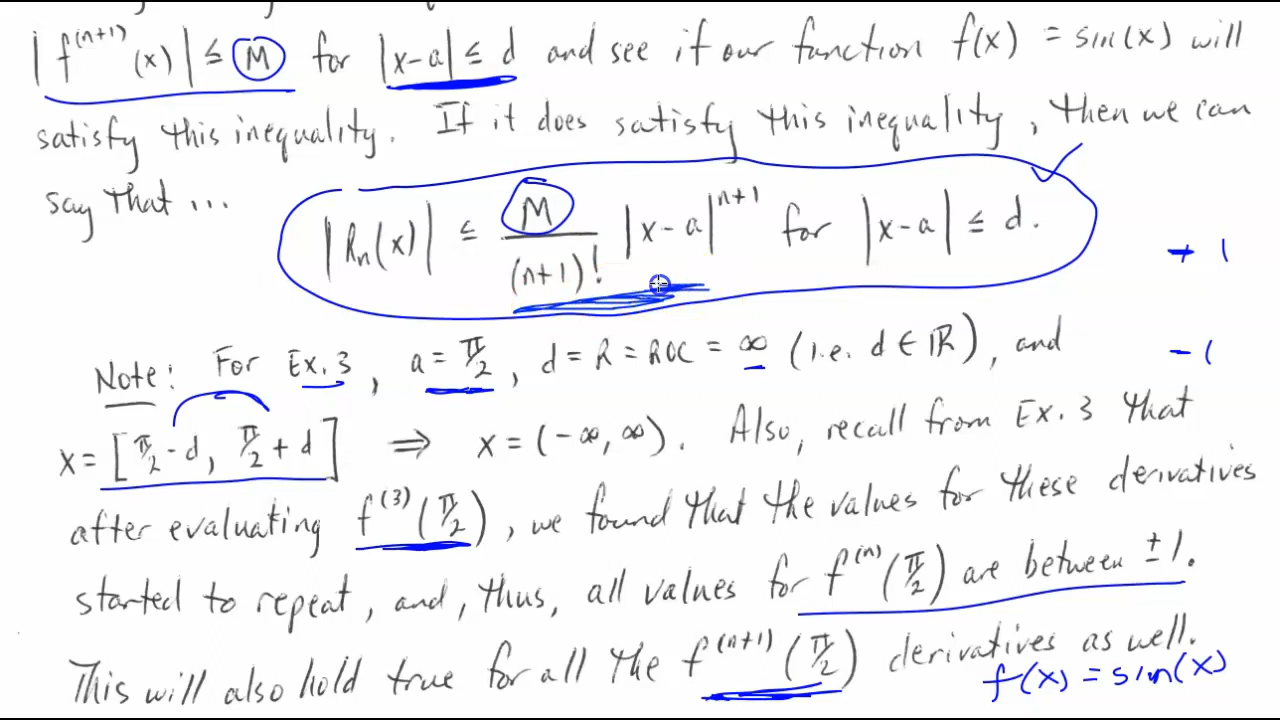 |f^(n+1)(x)| ≤ M for |x-a| ≤ d and see if our function f(x) = sin(x) will
satisfy this inequality. If it does satisfy this inequality, then we can
say that ...
|Rn(x)| ≤ M/(n+1)! |x-a|^n+1 for |x-a| ≤ d.
+ 1
Note: For Ex. 3, a = π/2, d = R = ROC = ∞ (i.e. d ∈ ℝ), and
- 1
x = [π/2 - d, π/2 + d] ⇒ x = (-∞, ∞). Also, recall from Ex. 3 that
after evaluating f^(3)(π/2), we found that the values for these derivatives
started to repeat, and, thus, all values for f^(n)(π/2) are between ±1.
This will also hold true for all the f^(n+1)(π/2) derivatives as well.
f(x) = sin(x)